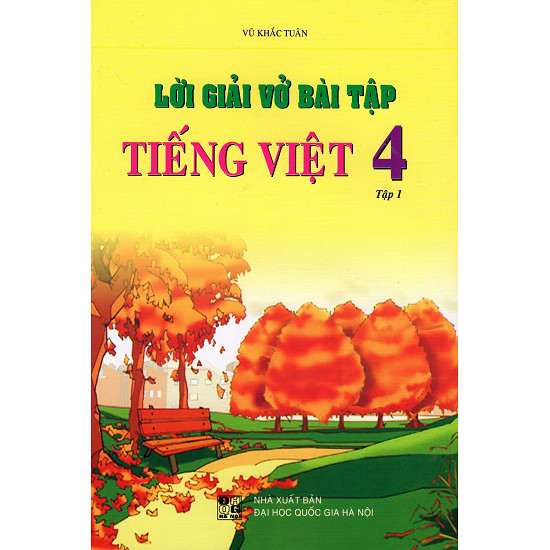 VŨ KHẮC TUÂN
LỜI GIẢI VỞ BÀI TẬP
TIẾNG VIỆT 4
Tập 1
NHÀ XUẤT BẢN
ĐẠI HỌC QUỐC GIA HÀ NỘI